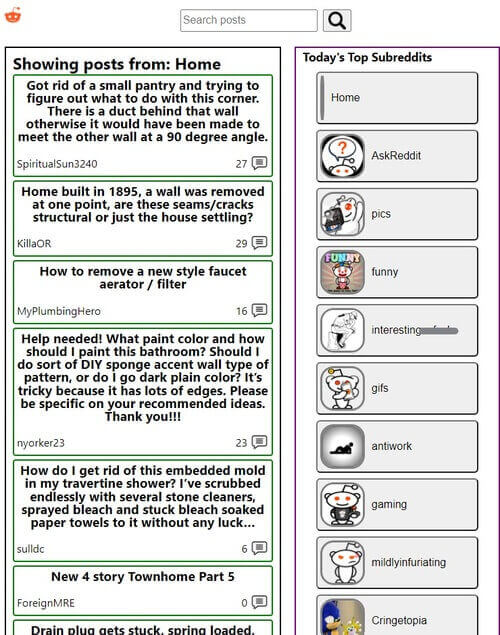 Search posts
Showing posts from: Home
Got rid of a small pantry and trying to
figure out what to do with this corner.
There is a duct behind that wall
otherwise it would have been made to
meet the other wall at a 90 degree angle.
SpiritualSun3240
27
Home built in 1895, a wall was removed
at one point, are these seams/cracks
structural or just the house settling?
KillaOR
29
How to remove a new style faucet
aerator / filter
MyPlumbingHero
16
Help needed! What paint color and how
should I paint this bathroom? Should I
do sort of DIY sponge accent wall type of
pattern, or do I go dark plain color? It's
tricky because it has lots of edges. Please
be specific on your recommended ideas.
Thank you!!!
nyorker23
23
How do I get rid of this embedded mold
in my travertine shower? I've scrubbed
endlessly with several stone cleaners,
sprayed bleach and stuck bleach soaked
paper towels to it without any luck...
sulldc
6
New 4 story Townhome Part 5
ForeignMRE
0
Drain plug gets stuck, spring loaded,
Today's Top Subreddits
Home
AskReddit
pics
FUNNY
funny
interesting
gifs
antiwork
gaming
mildlyinfuriating
Cringetopia